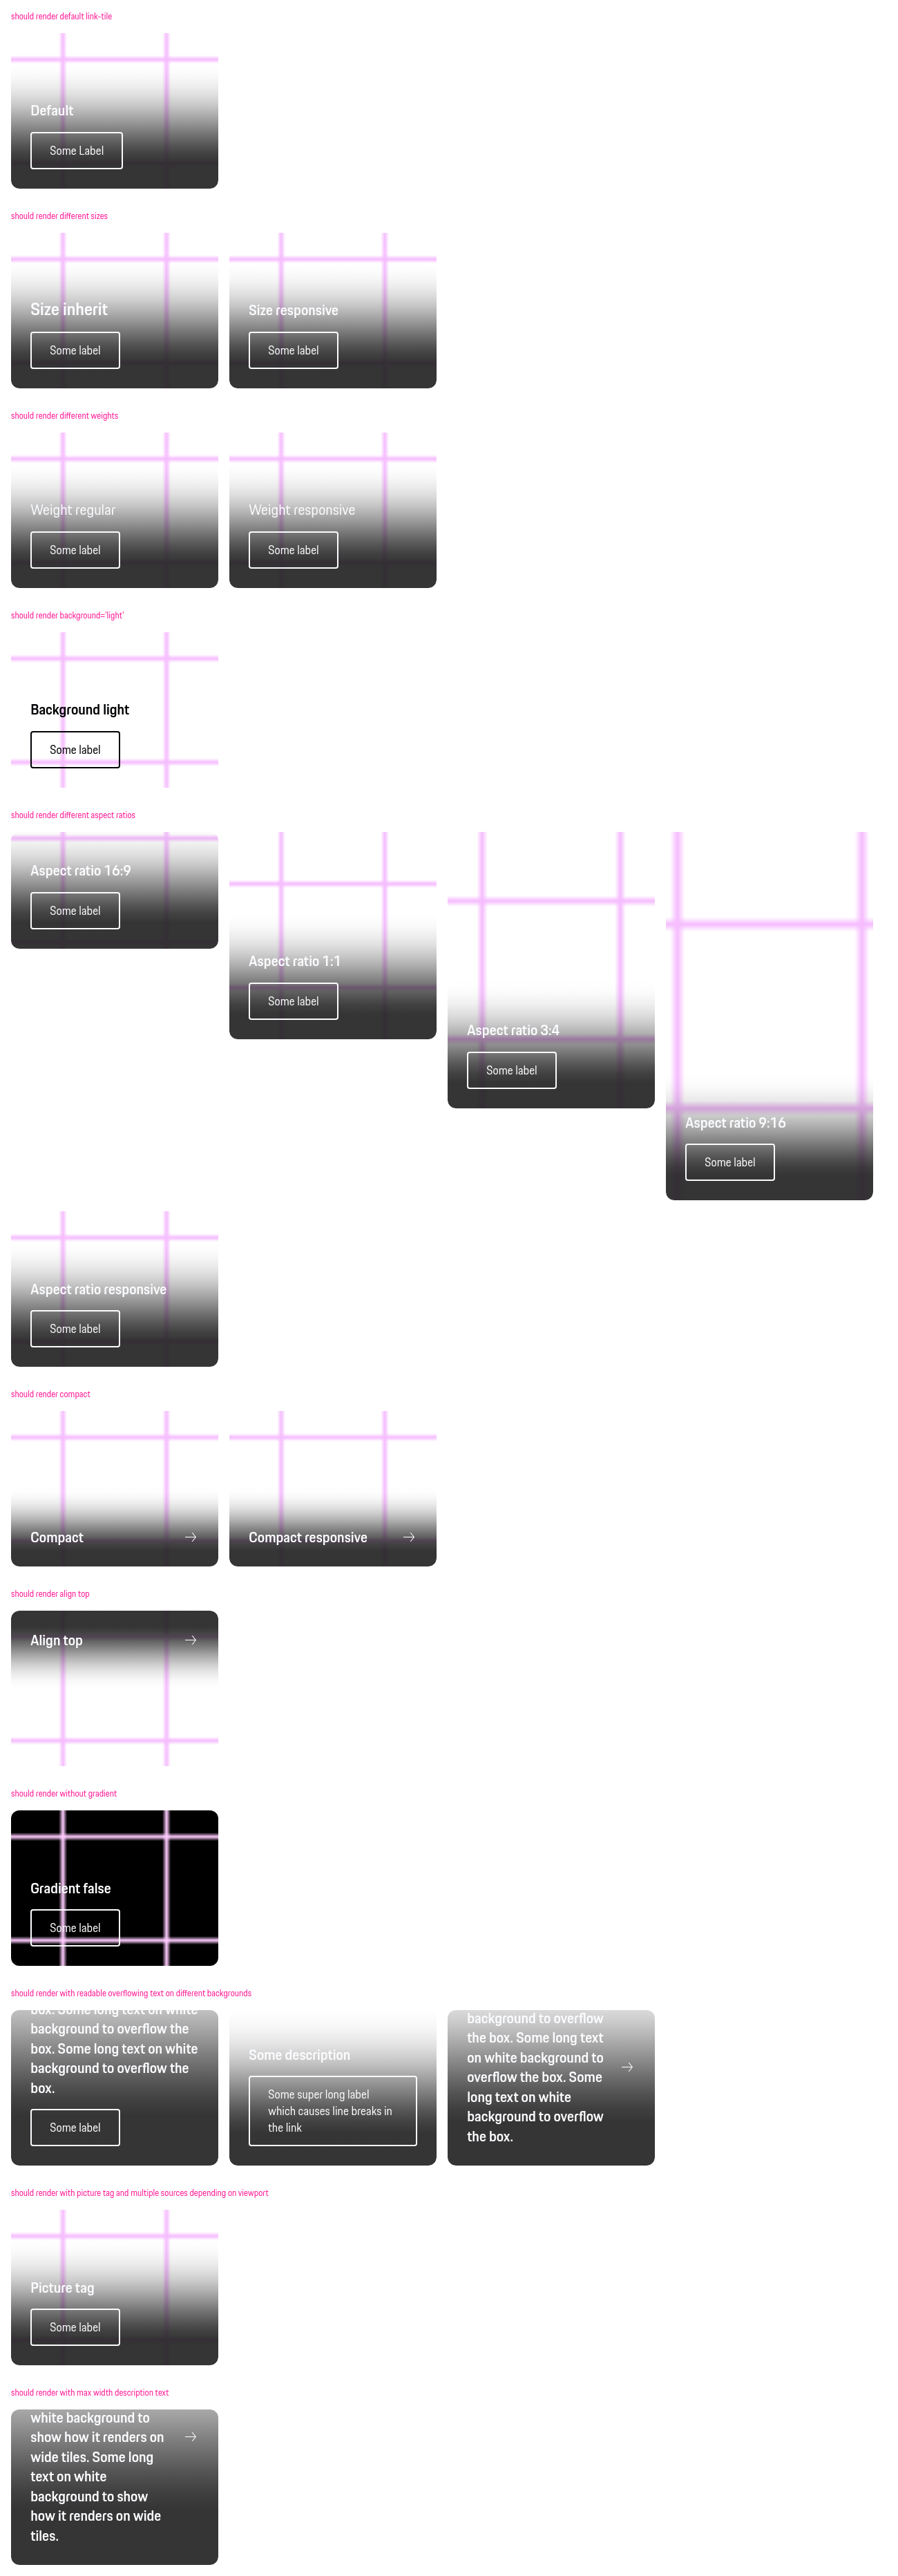 should render default link-tile
Default
Some Label
should render different sizes
Size inherit
Some label
Size responsive
Some label
should render different weights
Weight regular
Some label
Weight responsive
Some label
should render background='light'
Background light
Some label
should render different aspect ratios
Aspect ratio 16:9
Some label
Aspect ratio 1:1
Some label
Aspect ratio 3:4
Some label
Aspect ratio 9:16
Some label
Aspect ratio responsive
Some label
should render compact
Compact
Compact responsive
should render align top
Align top
should render without gradient
Gradient false
Some label
should render with readable overflowing text on different backgrounds
box. Some long text on white
background to overflow the
box. Some long text on white
background to overflow the
box.
Some label
Some description
Some super long label
which causes line breaks in
the link
background to overflow
the box. Some long text
on white background to
overflow the box. Some
long text on white
background to overflow
the box.
should render with picture tag and multiple sources depending on viewport
Picture tag
Some label
should render with max width description text
white background to
show how it renders on
wide tiles. Some long
text on white
background to show
how it renders on wide
tiles.